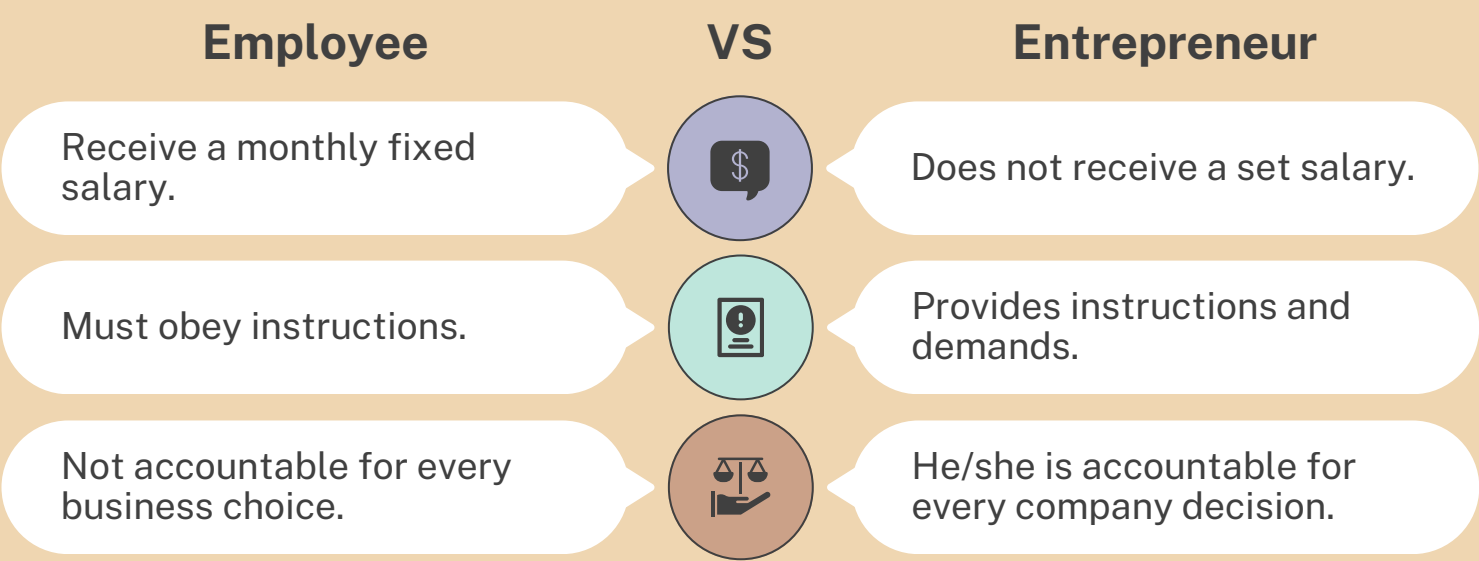 Employee VS Entrepreneur
Receive a monthly fixed
salary.
$
Does not receive a set salary.
Must obey instructions.
!
Provides instructions and
demands.
Not accountable for every
business choice.
He/she is accountable for
every company decision.